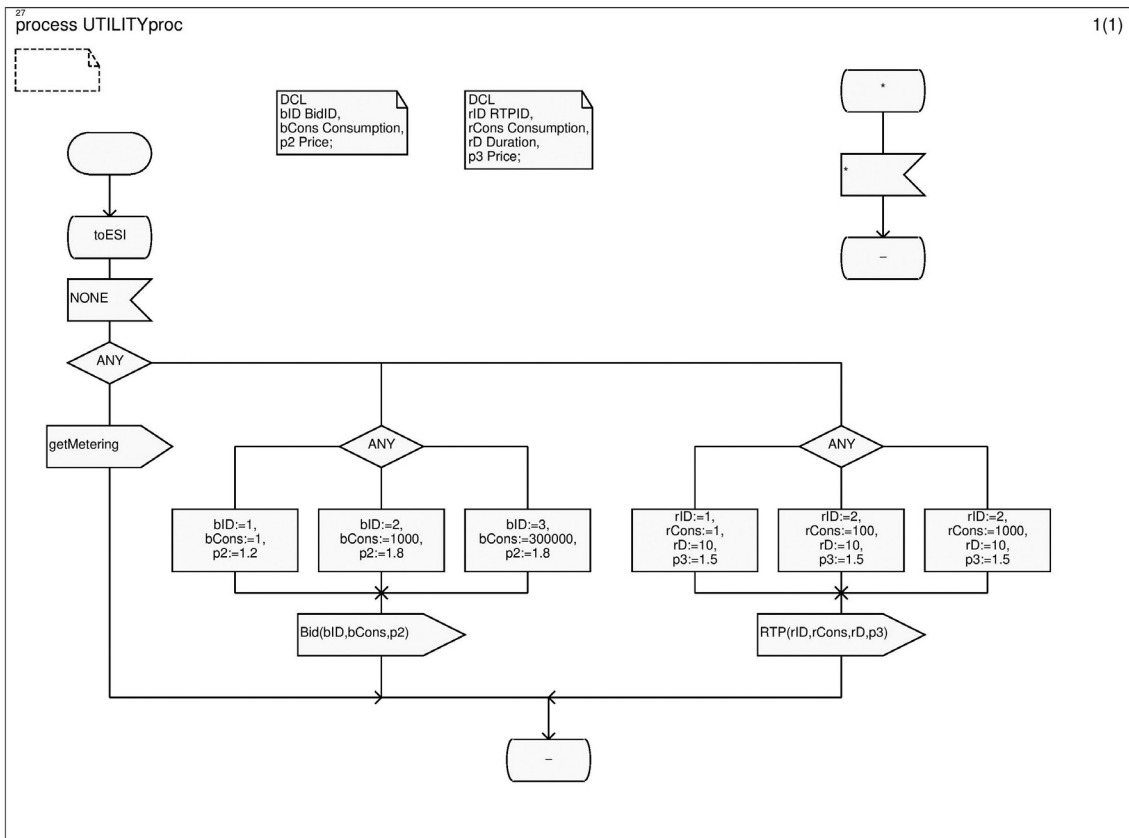 27
process UTILITYproc
1(1)
DCL
bID BidID,
bCons Consumption,
p2 Price;
DCL
rID RTPID,
rCons Consumption,
rD Duration,
p3 Price;
*
*
–
toESI
NONE
ANY
getMetering
ANY
ANY
bID:=1,
bCons:=1,
p2:=1.2
bID:=2,
bCons:=1000,
p2:=1.8
bID:=3,
bCons:=300000,
p2:=1.8
rID:=1,
rCons:=1,
rD:=10,
p3:=1.5
rID:=2,
rCons:=100,
rD:=10,
p3:=1.5
rID:=2,
rCons:=1000,
rD:=10,
p3:=1.5
Bid(bID,bCons,p2)
RTP(rID,rCons,rD,p3)
–